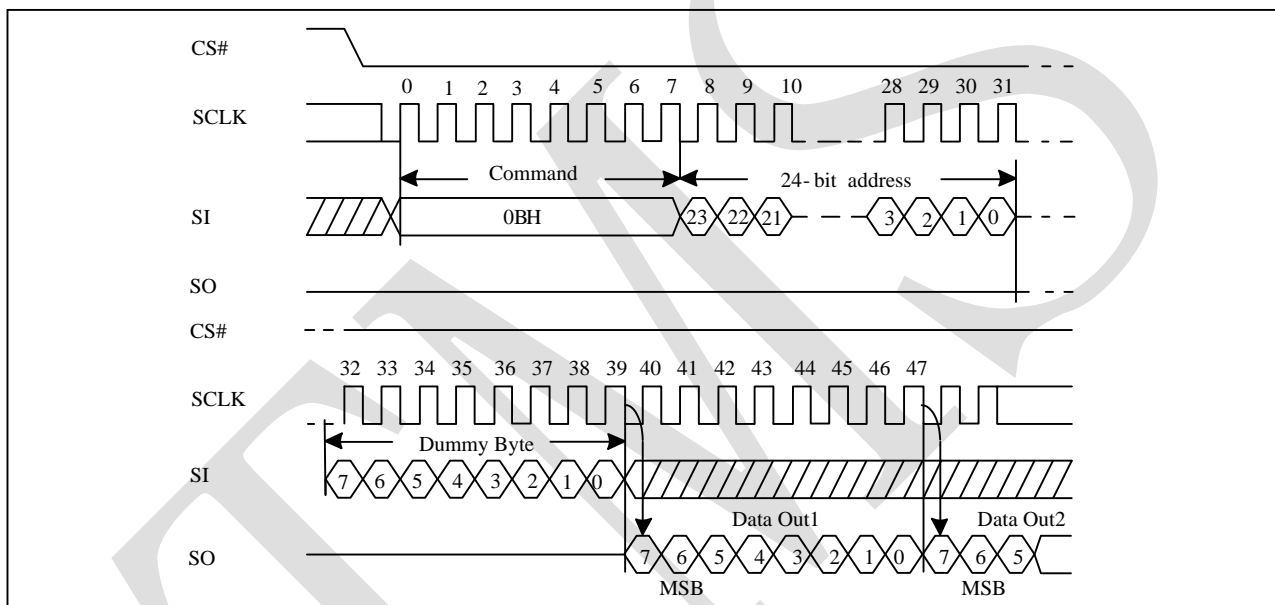 CS#
0 1 2 3 4 5 6 7 8 9 10 28 29 30 31
SCLK
Command 24-bit address
SI 0BH 23 22 21 3 2 1 0
SO
CS#
32 33 34 35 36 37 38 39 40 41 42 43 44 45 46 47
SCLK
Dummy Byte
SI 7 6 5 4 3 2 1 0
Data Out1 Data Out2
SO 7 6 5 4 3 2 1 0 7 6 5
MSB MSB